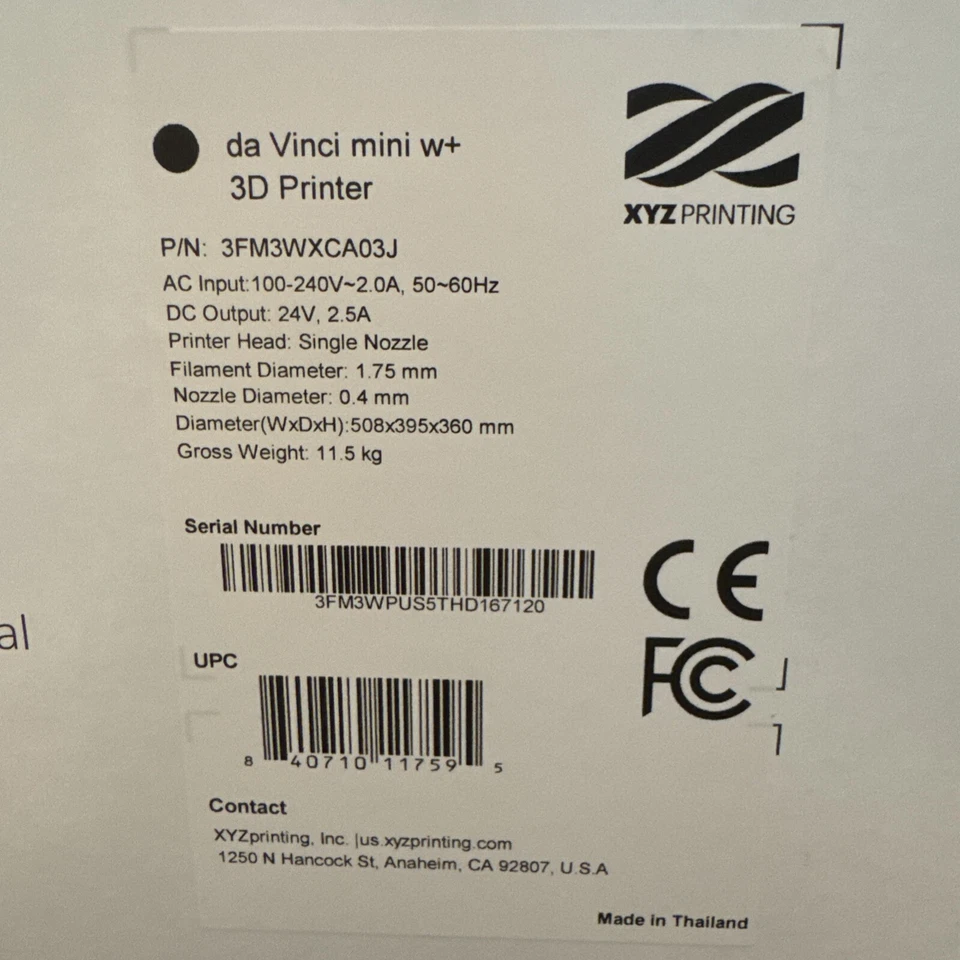 da Vinci mini w+
3D Printer
XYZPRINTING
P/N: 3FM3WXCA03J
AC Input:100-240V~2.0A, 50~60Hz
DC Output: 24V, 2.5A
Printer Head: Single Nozzle
Filament Diameter: 1.75 mm
Nozzle Diameter: 0.4 mm
Diameter(WxDxH):508x395x360 mm
Gross Weight: 11.5 kg
Serial Number
3FM3WPUS5THD167120
CE
FC
al
UPC
8 40710 11759 5
Contact
XYZprinting, Inc. |us.xyzprinting.com
1250 N Hancock St, Anaheim, CA 92807, U.S.A
Made in Thailand